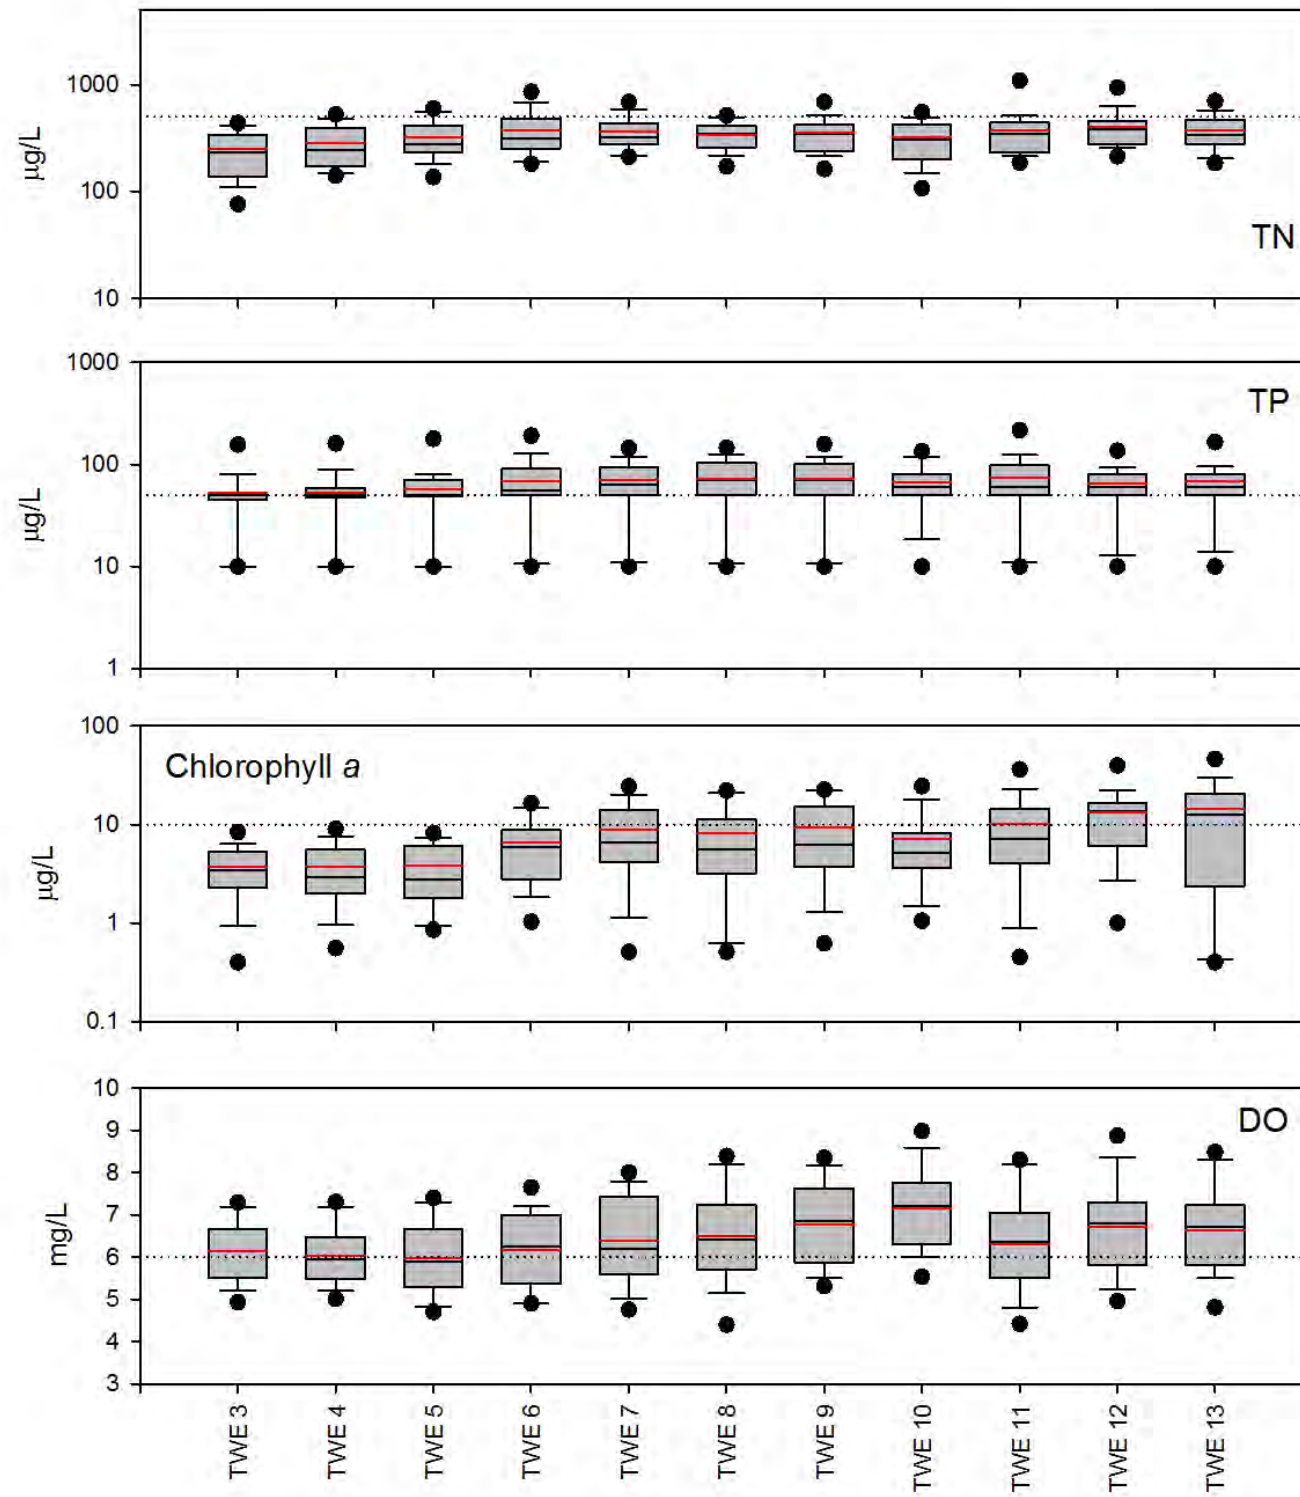 1000
100
10
µg/L
TN
1000
100
10
1
µg/L
TP
100
10
1
0.1
µg/L
Chlorophyll a
10
9
8
7
6
5
4
3
mg/L
DO
TWE 3
TWE 4
TWE 5
TWE 6
TWE 7
TWE 8
TWE 9
TWE 10
TWE 11
TWE 12
TWE 13